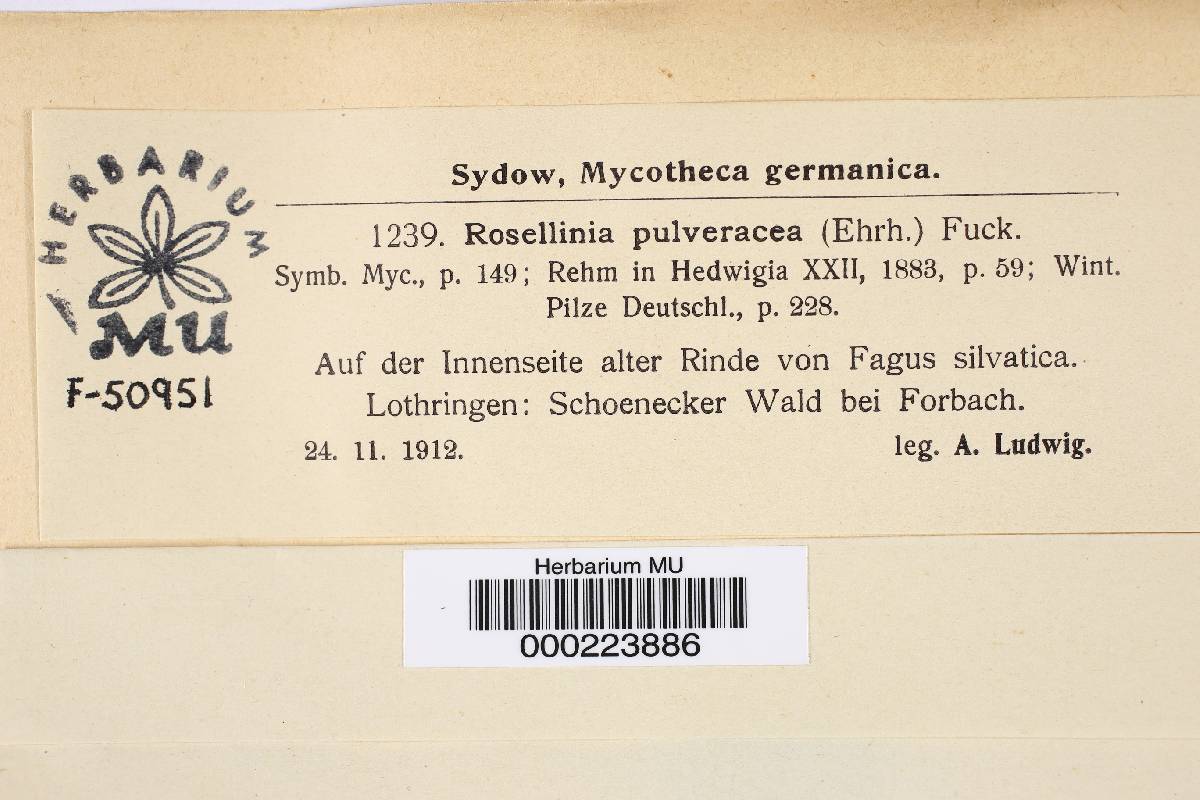 HERBARIUM
MU
F-50951
Sydow, Mycotheca germanica.
1239. Rosellinia pulveracea (Ehrh.) Fuck.
Symb. Myc., p. 149; Rehm in Hedwigia XXII, 1883, p. 59; Wint.
Pilze Deutschl., p. 228.
Auf der Innenseite alter Rinde von Fagus silvatica.
Lothringen: Schoenecker Wald bei Forbach.
24. 11. 1912. leg. A. Ludwig.
Herbarium MU
000223886